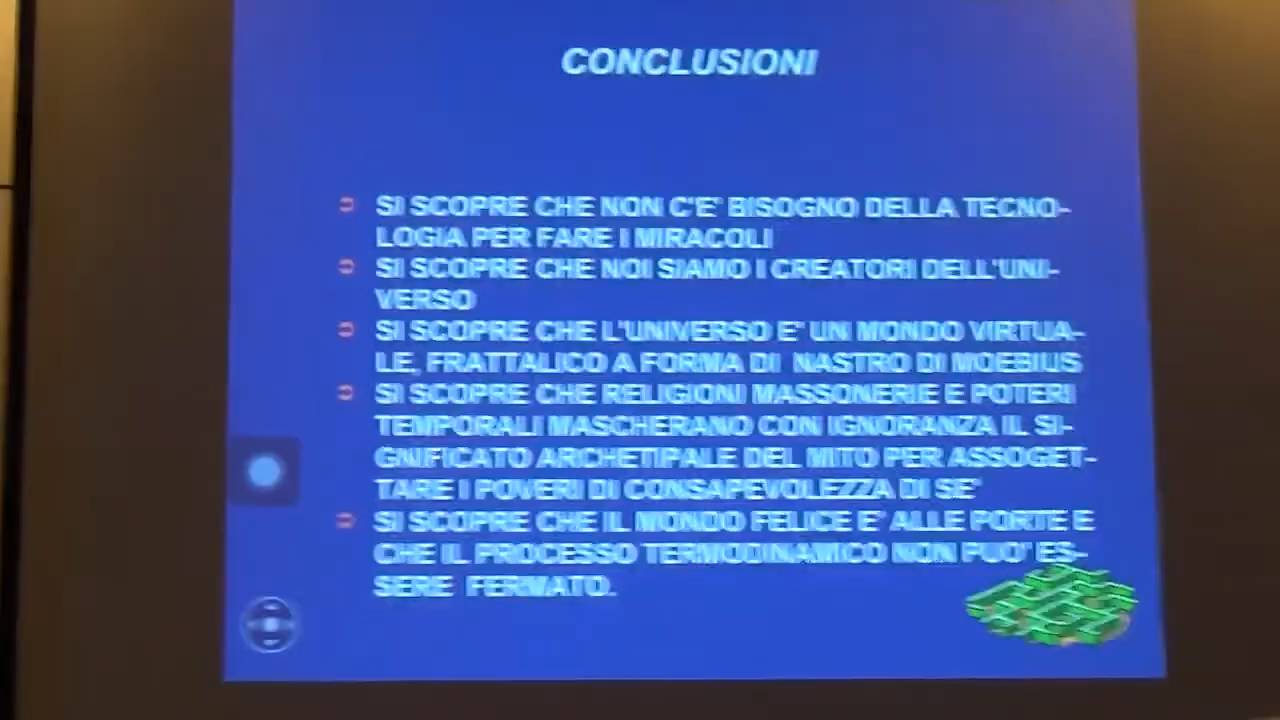 CONCLUSIONI
SI SCOPRE CHE NON C'E' BISOGNO DELLA TECNO-
LOGIA PER FARE I MIRACOLI
SI SCOPRE CHE NOI SIAMO I CREATORI DELL'UNI-
VERSO
SI SCOPRE CHE L'UNIVERSO E' UN MONDO VIRTUA-
LE, FRATTALICO A FORMA DI NASTRO DI MOEBIUS
SI SCOPRE CHE RELIGIONI MASSONERIE E POTERI
TEMPORALI MASCHERANO CON IGNORANZA IL SI-
GNIFICATO ARCHETIPALE DEL MITO PER ASSOGET-
TARE I POVERI DI CONSAPEVOLEZZA DI SE'
SI SCOPRE CHE IL MONDO FELICE E' ALLE PORTE E
CHE IL PROCESSO TERMODINAMICO NON PUO' ES-
SERE FERMATO.